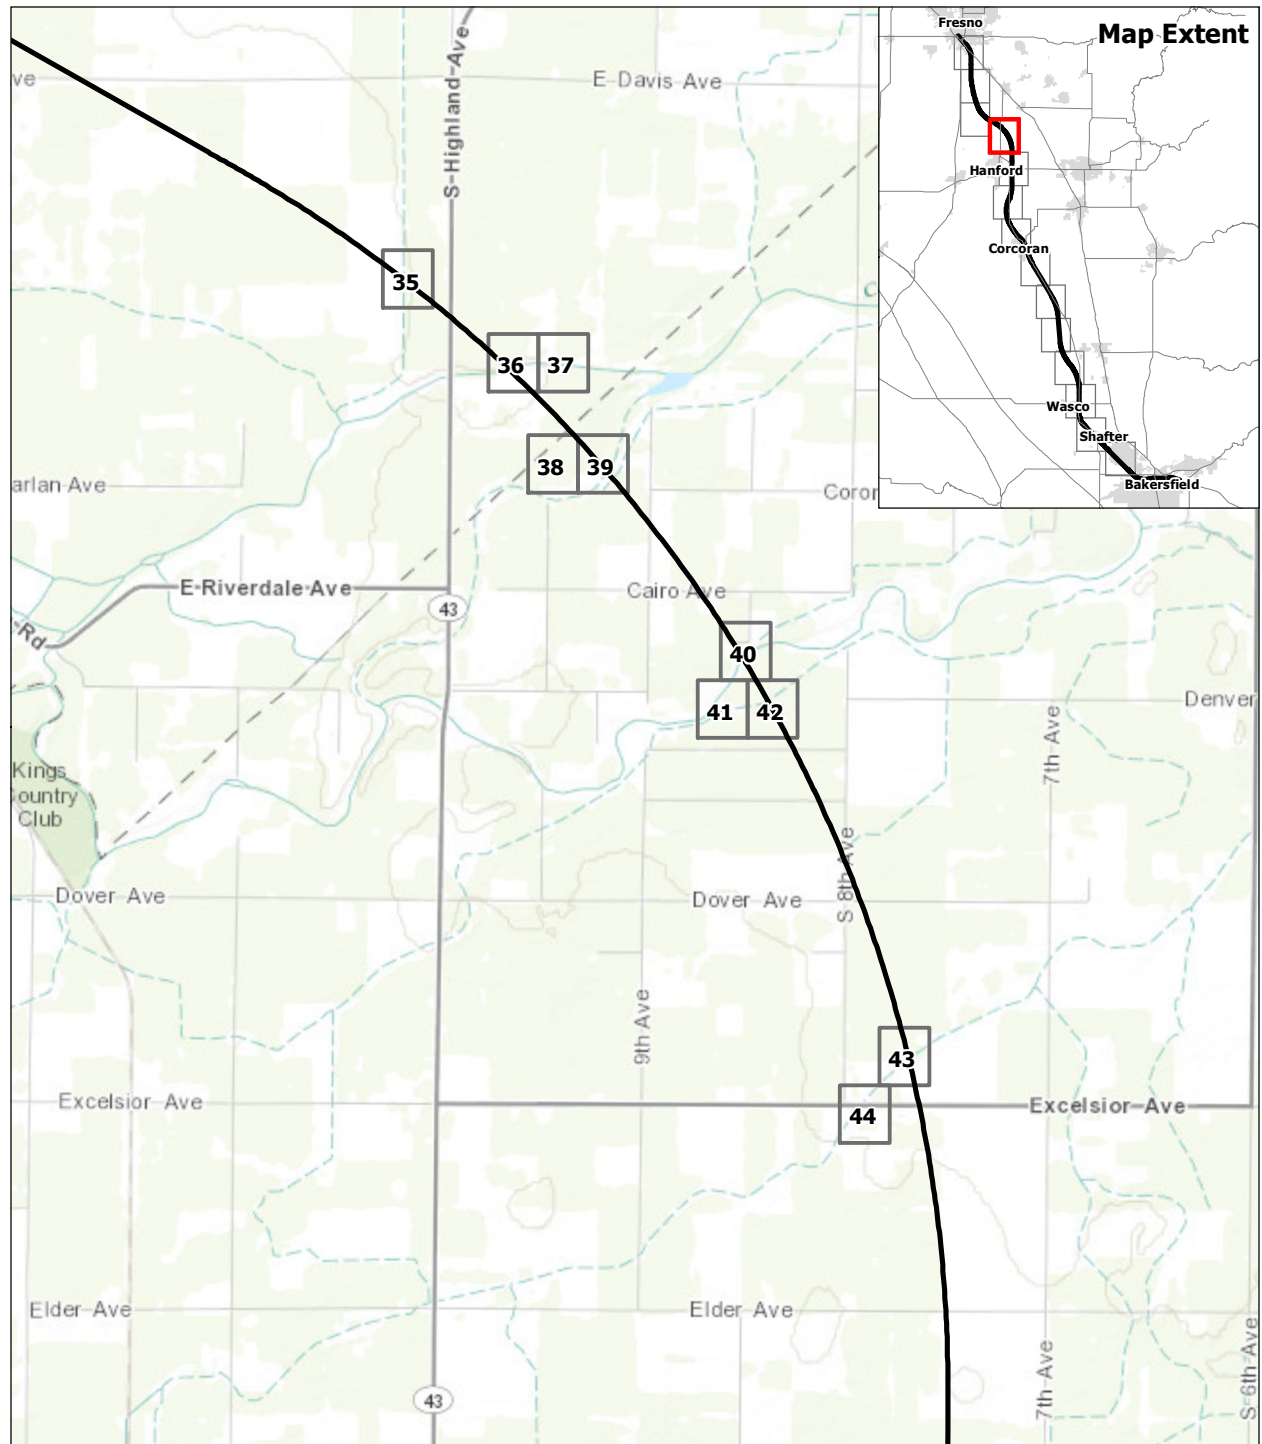 Map Extent
Fresno
Hanford
Corcoran
Wasco
Shafter
Bakersfield
ve
E Davis Ave
S Highland Ave
35
36
37
38
39
arlan Ave
Coror
C
E Riverdale Ave
Cairo Ave
43
-Rd
40
41
42
Denver
7th Ave
Kings
ountry
Club
S 8th Ave
Dover Ave
Dover Ave
9th Ave
43
44
Excelsior Ave
Excelsior Ave
Elder Ave
Elder Ave
43
7th Ave
S 6th Ave